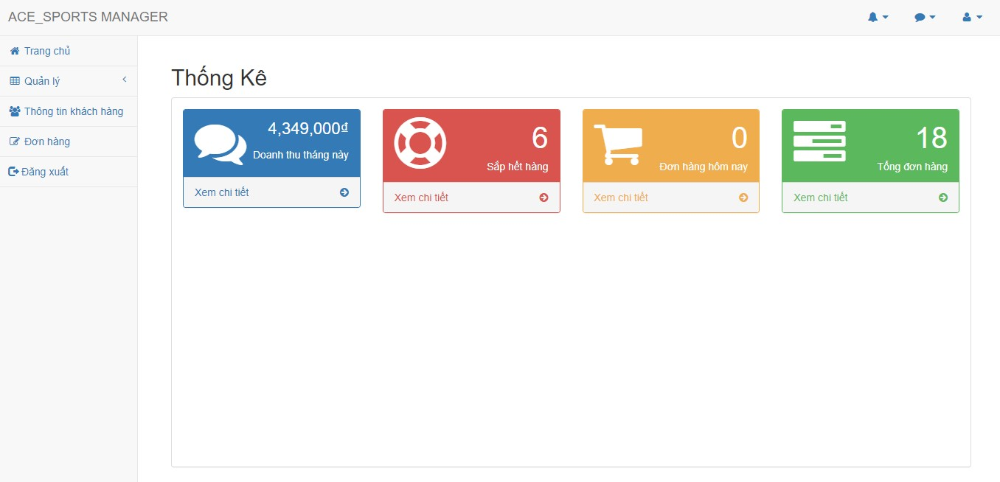 ACE_SPORTS MANAGER
Trang chủ
Quản lý
Thông tin khách hàng
Đơn hàng
Đăng xuất
Thống Kê
4,349,000₫
Doanh thu tháng này
Xem chi tiết
6
Sắp hết hàng
Xem chi tiết
0
Đơn hàng hôm nay
Xem chi tiết
18
Tổng đơn hàng
Xem chi tiết